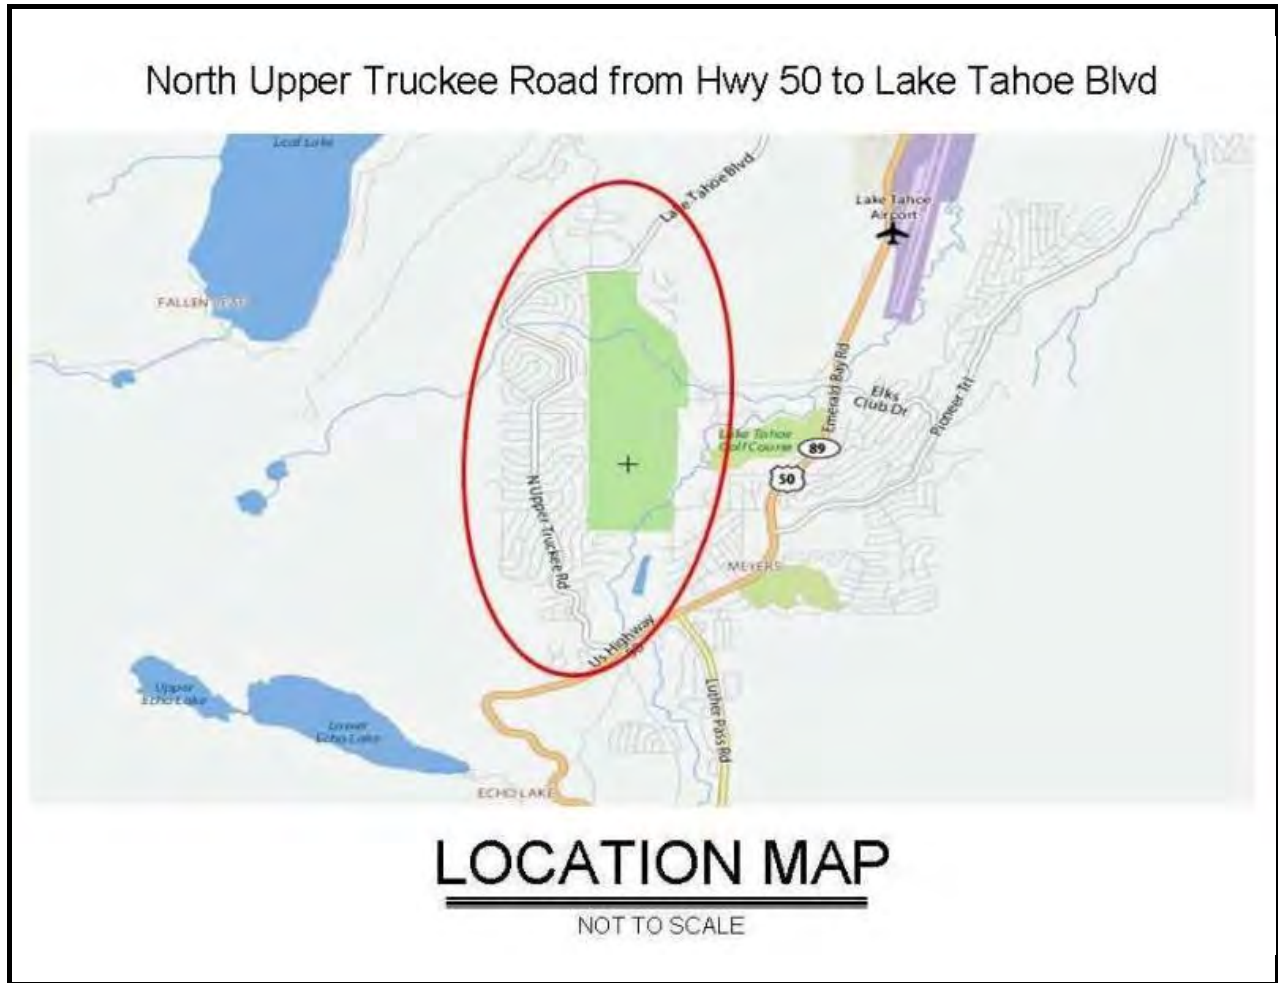 North Upper Truckee Road from Hwy 50 to Lake Tahoe Blvd
Lake Tahoe Blvd
Lake Tahoe
Airport
FALLEN
Emerald Bay Rd
Elks
Club Dr
Pioneer Trl
Lake Tahoe
Golf Course
89
50
N Upper Truckee Rd
MEYERS
US Highway
50
Luther Pass Rd
Upper
Echo Lake
Lower
Echo Lake
ECHO LAKE
LOCATION MAP
NOT TO SCALE